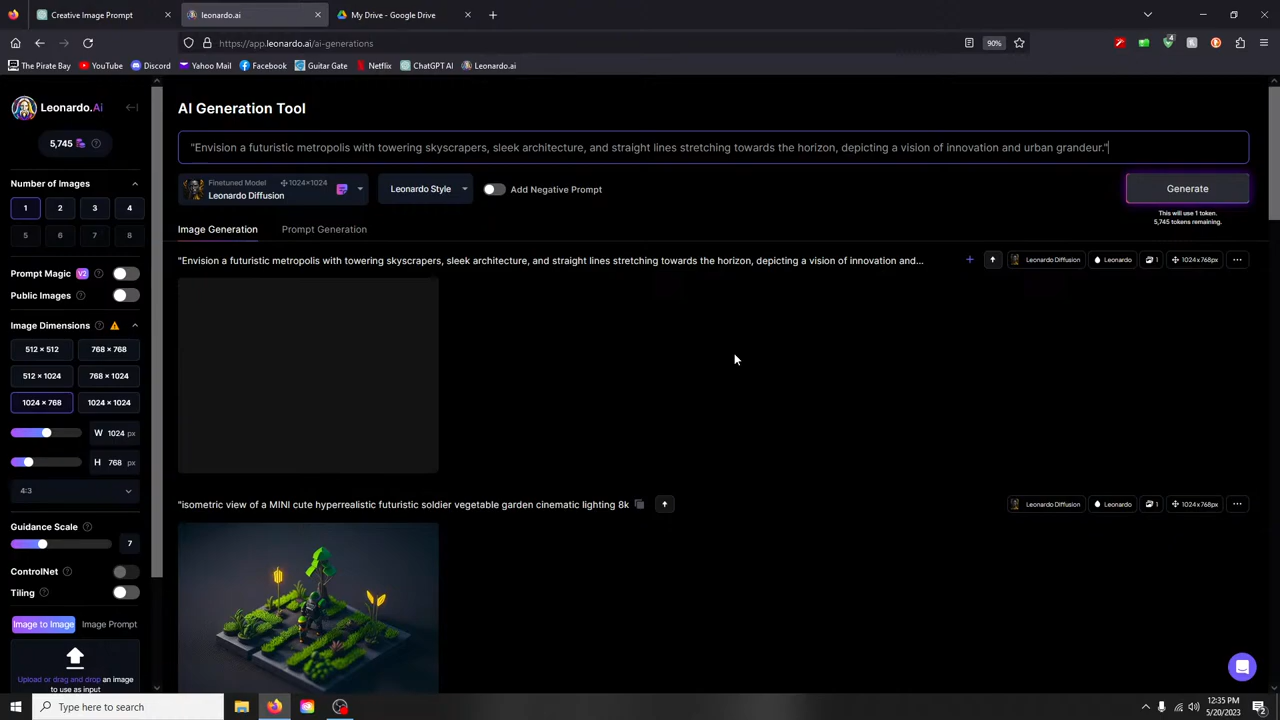 Creative Image Prompt
leonardo.ai
My Drive - Google Drive
https://app.leonardo.ai/ai-generations
90%
4
The Pirate Bay
YouTube
Discord
Yahoo Mail
Facebook
Guitar Gate
Netflix
ChatGPT AI
Leonardo.ai
Leonardo.Ai
5,745
Number of Images
1 2 3 4
5 6 7 8
Prompt Magic V2
Public Images
Image Dimensions
512 × 512 768 × 768
512 × 1024 768 × 1024
1024 × 768 1024 × 1024
W 1024 px
H 768 px
4:3
Guidance Scale
7
ControlNet
Tiling
Image to Image Image Prompt
Upload or drag and drop an image
to use as input
AI Generation Tool
"Envision a futuristic metropolis with towering skyscrapers, sleek architecture, and straight lines stretching towards the horizon, depicting a vision of innovation and urban grandeur."
Finetuned Model 1024×1024
Leonardo Diffusion
Leonardo Style
Add Negative Prompt
Generate
This will use 1 token.
5,745 tokens remaining.
Image Generation Prompt Generation
"Envision a futuristic metropolis with towering skyscrapers, sleek architecture, and straight lines stretching towards the horizon, depicting a vision of innovation and...
Leonardo Diffusion Leonardo 1 1024x768px
"isometric view of a MINI cute hyperrealistic futuristic soldier vegetable garden cinematic lighting 8k
Leonardo Diffusion Leonardo 1 1024x768px
Type here to search
12:35 PM
5/20/2023
2